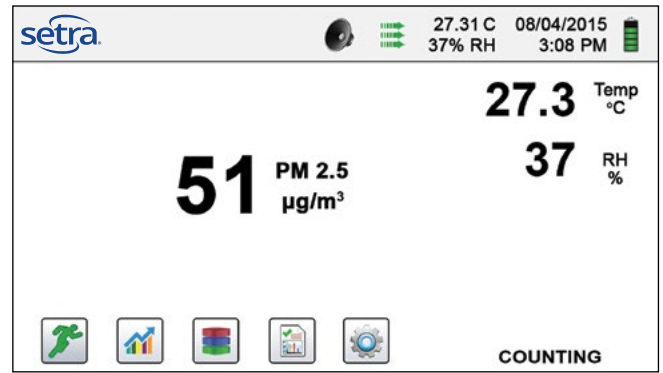 setra.
27.31 C 08/04/2015
37% RH 3:08 PM
27.3 Temp °C
51 PM 2.5 µg/m³
37 RH %
COUNTING